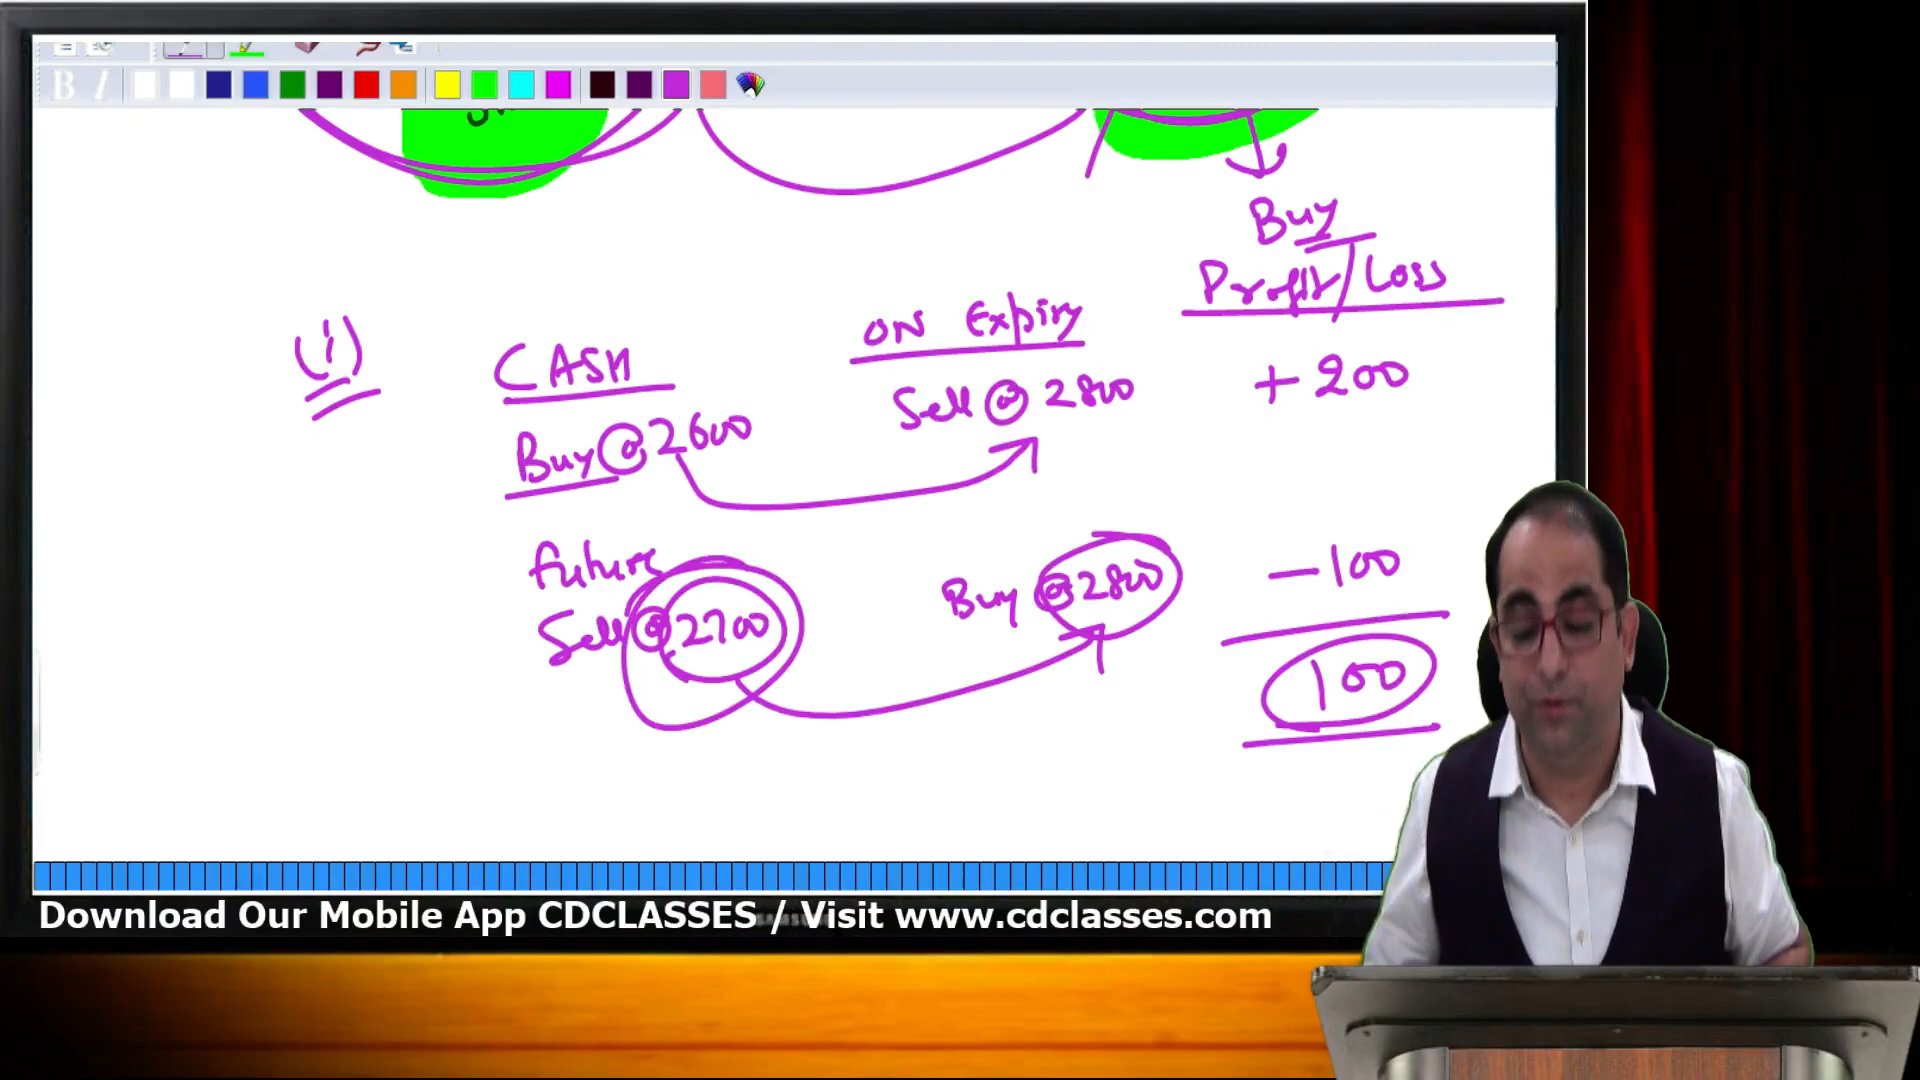 B I
Buy
Profit/Loss
(i)
CASH
ON Expiry
Buy @ 2600
Sell @ 2800
+ 200
Future
Sell @ 2700
Buy @ 2800
- 100
100
Download Our Mobile App CDCLASSES / Visit www.cdclasses.com